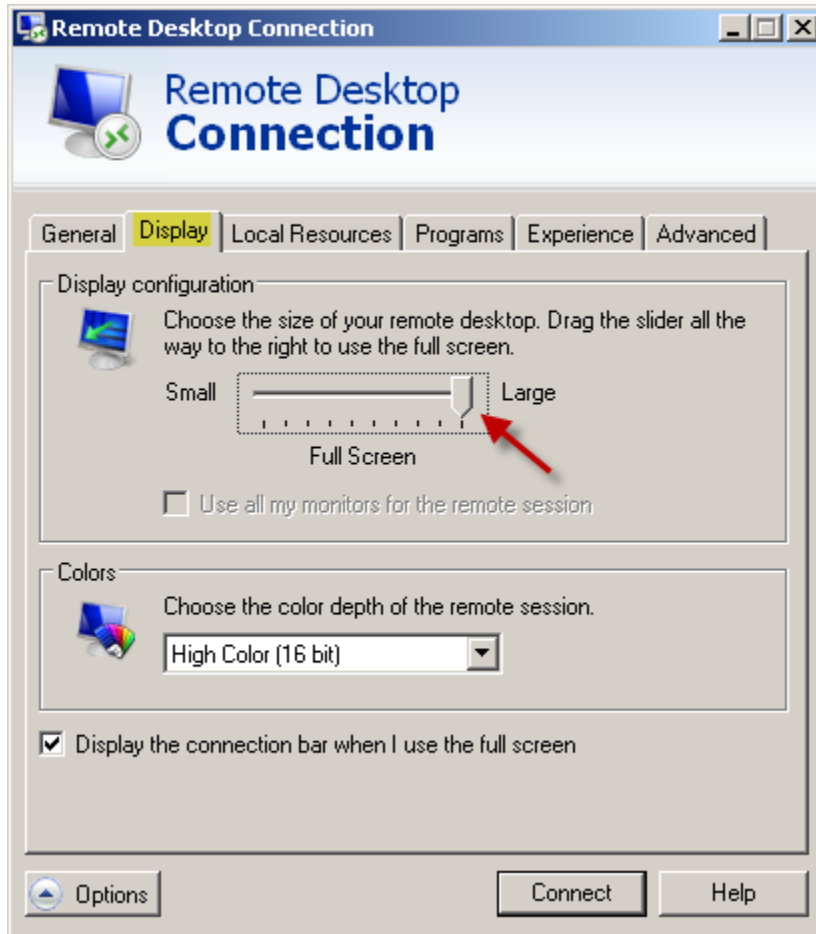 Remote Desktop Connection
Remote Desktop
Connection
General Display Local Resources Programs Experience Advanced
Display configuration
Choose the size of your remote desktop. Drag the slider all the
way to the right to use the full screen.
Small Large
Full Screen
Use all my monitors for the remote session
Colors
Choose the color depth of the remote session.
High Color (16 bit)
Display the connection bar when I use the full screen
Options Connect Help